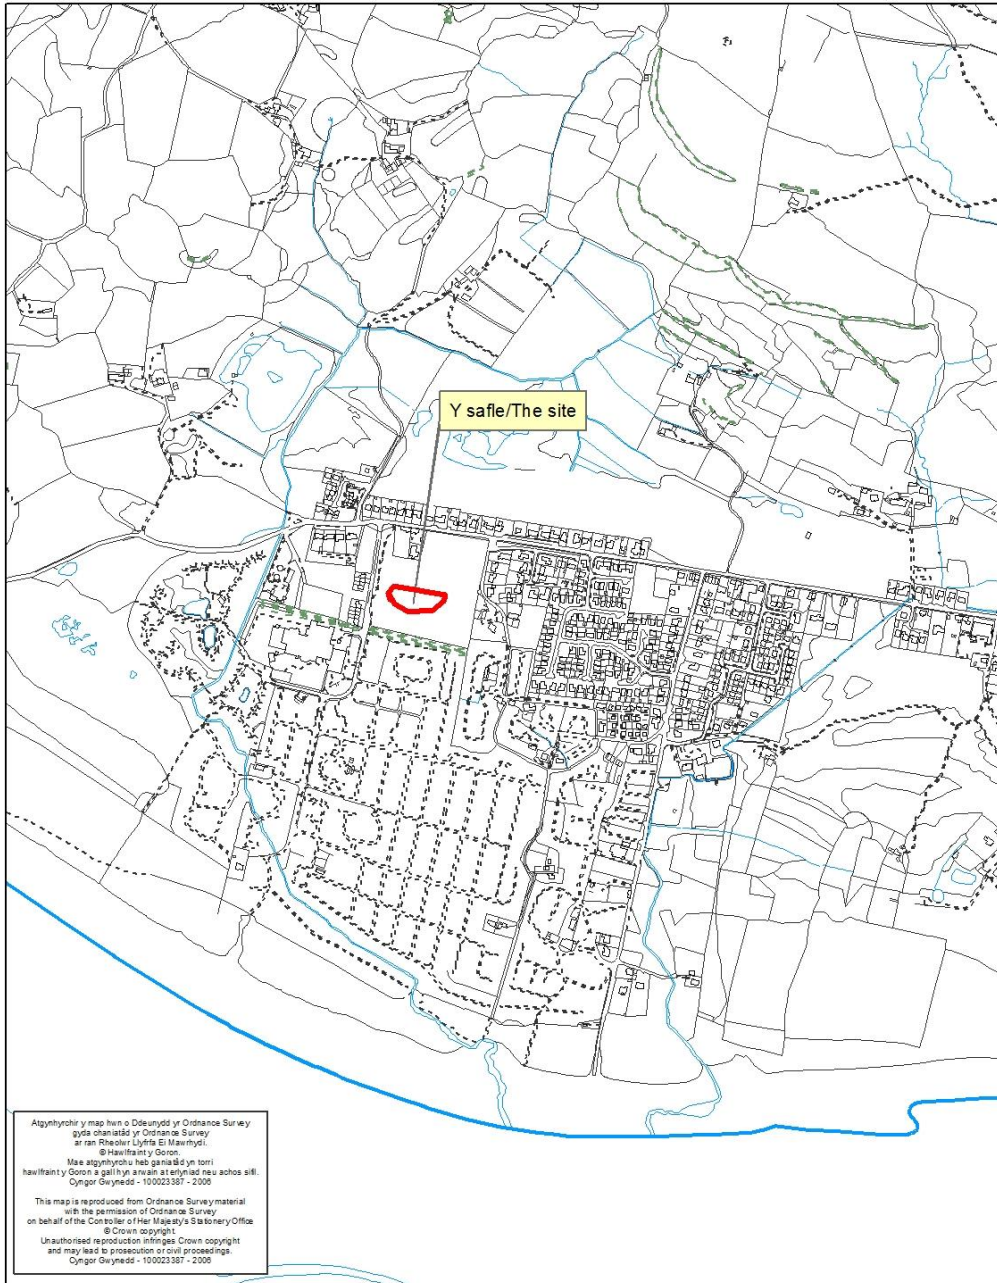 Y safle/The site
Atgynhyrchir y map hwn o Ddeunydd yr Ordnance Survey
gyda chaniatâd yr Ordnance Survey
ar ran Rheolwr Llyfrfa Ei Mawrhydi.
© Hawlfraint y Goron.
Mae atgynhyrchu heb ganiatâd yn torri
hawlfraint y Goron a gall hyn arwain at erlyniad neu achos sifil.
Cyngor Gwynedd - 100023387 - 2006
This map is reproduced from Ordnance Survey material
with the permission of Ordnance Survey
on behalf of the Controller of Her Majesty's Stationery Office
© Crown copyright.
Unauthorised reproduction infringes Crown copyright
and may lead to prosecution or civil proceedings.
Cyngor Gwynedd - 100023387 - 2006